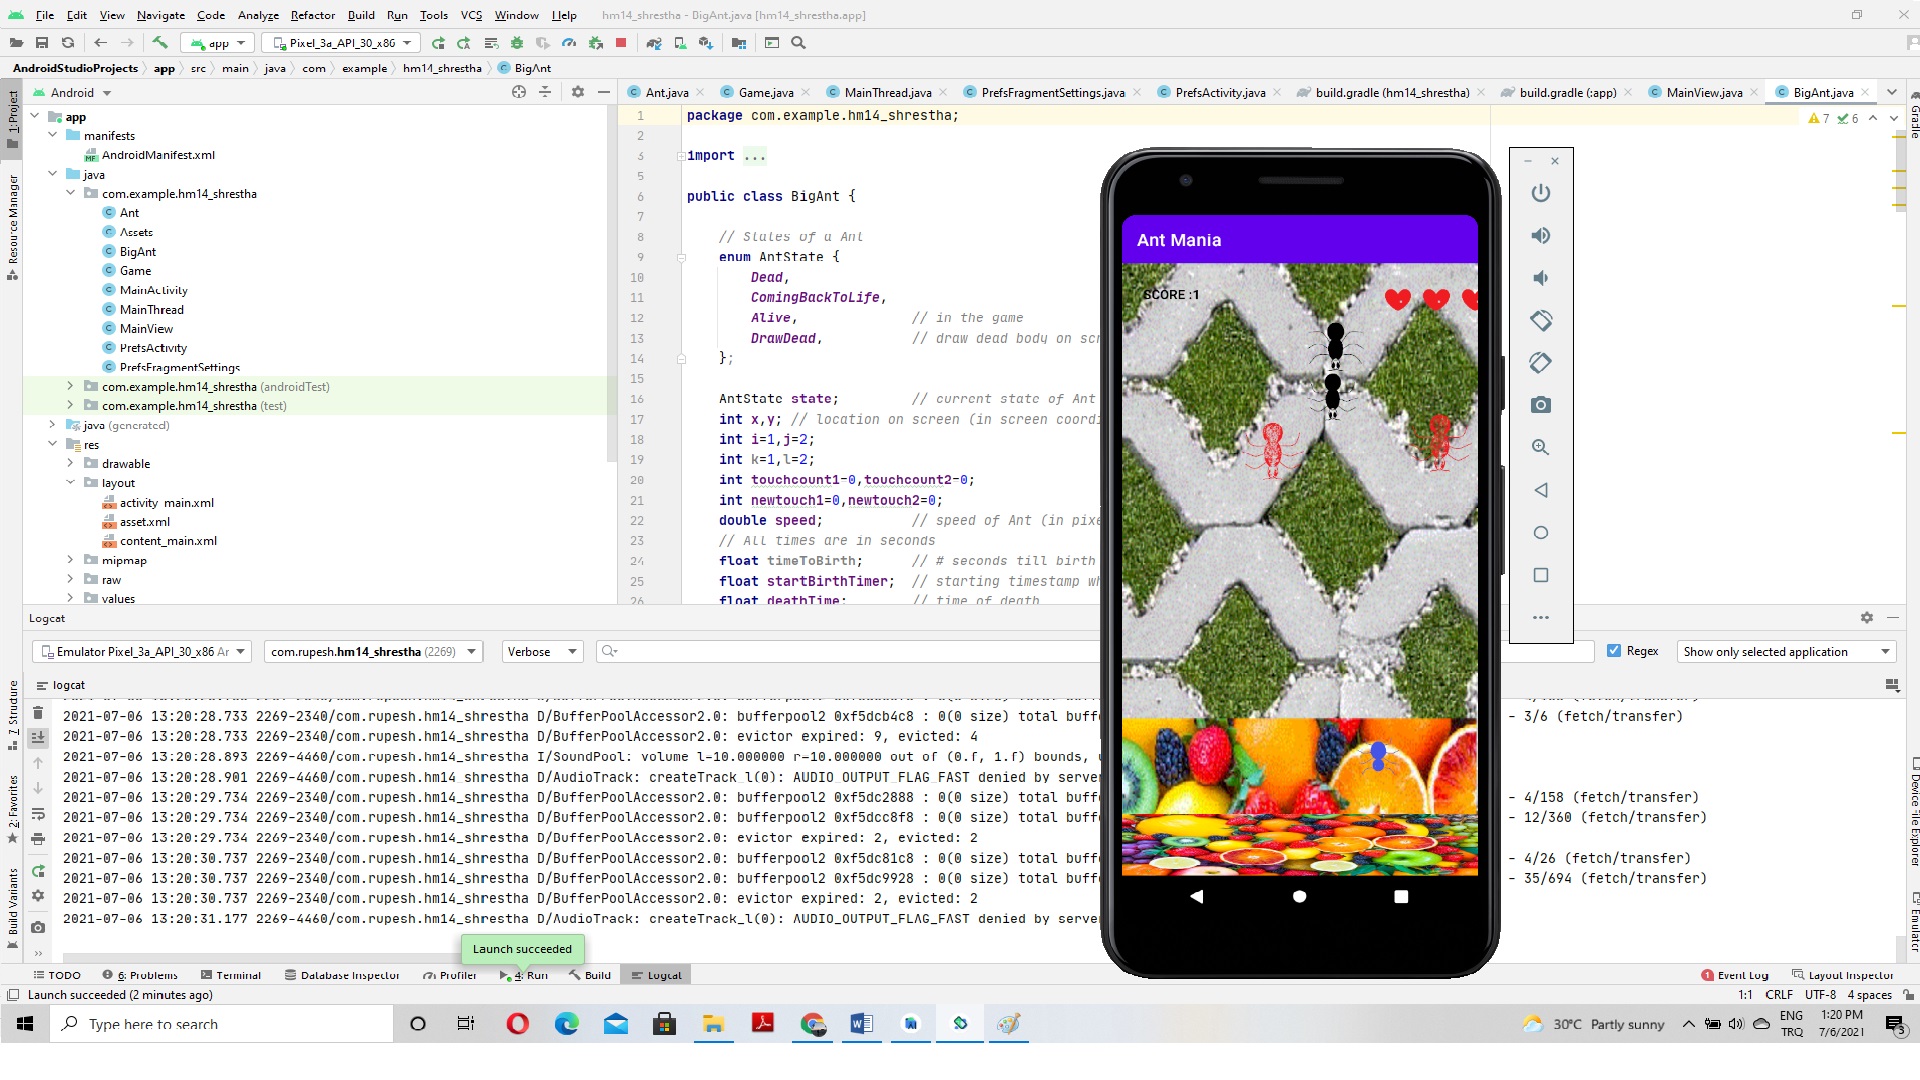 File Edit View Navigate Code Analyze Refactor Build Run Tools VCS Window Help hm14_shrestha - BigAnt.java [hm14_shrestha.app]
app Pixel_3a_API_30_x86
AndroidStudioProjects app src main java com example hm14_shrestha BigAnt
Android
Ant.java Game.java MainThread.java PrefsFragmentSettings.java PrefsActivity.java build.gradle (hm14_shrestha) build.gradle (:app) MainView.java BigAnt.java
1: Project
Resource Manager
Gradle
app
manifests
AndroidManifest.xml
java
com.example.hm14_shrestha
Ant
Assets
BigAnt
Game
MainActivity
MainThread
MainView
PrefsActivity
PrefsFragmentSettings
com.example.hm14_shrestha (androidTest)
com.example.hm14_shrestha (test)
java (generated)
res
drawable
layout
activity_main.xml
asset.xml
content_main.xml
mipmap
raw
values
7 6
1 package com.example.hm14_shrestha;
2
3 import ...
5
6 public class BigAnt {
7
8 // States of a Ant
9 enum AntState {
10 Dead,
11 ComingBackToLife,
12 Alive, // in the game
13 DrawDead, // draw dead body on scr
14 };
15
16 AntState state; // current state of Ant
17 int x,y; // location on screen (in screen coordi
18 int i=1,j=2;
19 int k=1,l=2;
20 int touchcount1=0,touchcount2=0;
21 int newtouch1=0,newtouch2=0;
22 double speed; // speed of Ant (in pixe
23 // All times are in seconds
24 float timeToBirth; // # seconds till birth
25 float startBirthTimer; // starting timestamp wh
26 float deathTime; // time of death
Ant Mania
SCORE :1
Logcat
Emulator Pixel_3a_API_30_x86 Ar com.rupesh.hm14_shrestha (2269) Verbose Regex Show only selected application
logcat
2021-07-06 13:20:28.733 2269-2340/com.rupesh.hm14_shrestha D/BufferPoolAccessor2.0: bufferpool2 0xf5dcb4c8 : 0(0 size) total buff - 3/6 (fetch/transfer)
2021-07-06 13:20:28.733 2269-2340/com.rupesh.hm14_shrestha D/BufferPoolAccessor2.0: evictor expired: 9, evicted: 4
2021-07-06 13:20:28.893 2269-4460/com.rupesh.hm14_shrestha I/SoundPool: volume l=10.000000 r=10.000000 out of (0.f, 1.f) bounds, u
2021-07-06 13:20:28.901 2269-4460/com.rupesh.hm14_shrestha D/AudioTrack: createTrack_l(0): AUDIO_OUTPUT_FLAG_FAST denied by server
2021-07-06 13:20:29.734 2269-2340/com.rupesh.hm14_shrestha D/BufferPoolAccessor2.0: bufferpool2 0xf5dc2888 : 0(0 size) total buff - 4/158 (fetch/transfer)
2021-07-06 13:20:29.734 2269-2340/com.rupesh.hm14_shrestha D/BufferPoolAccessor2.0: bufferpool2 0xf5dcc8f8 : 0(0 size) total buff - 12/360 (fetch/transfer)
2021-07-06 13:20:29.734 2269-2340/com.rupesh.hm14_shrestha D/BufferPoolAccessor2.0: evictor expired: 2, evicted: 2
2021-07-06 13:20:30.737 2269-2340/com.rupesh.hm14_shrestha D/BufferPoolAccessor2.0: bufferpool2 0xf5dc81c8 : 0(0 size) total buff - 4/26 (fetch/transfer)
2021-07-06 13:20:30.737 2269-2340/com.rupesh.hm14_shrestha D/BufferPoolAccessor2.0: bufferpool2 0xf5dc9928 : 0(0 size) total buff - 35/694 (fetch/transfer)
2021-07-06 13:20:30.737 2269-2340/com.rupesh.hm14_shrestha D/BufferPoolAccessor2.0: evictor expired: 2, evicted: 2
2021-07-06 13:20:31.177 2269-4460/com.rupesh.hm14_shrestha D/AudioTrack: createTrack_l(0): AUDIO_OUTPUT_FLAG_FAST denied by server
7: Structure
2: Favorites
Build Variants
Device File Explorer
Emulator
Launch succeeded
TODO 6: Problems Terminal Database Inspector Profiler 4: Run Build Logcat 1 Event Log Layout Inspector
Launch succeeded (2 minutes ago) 1:1 CRLF UTF-8 4 spaces
Type here to search 30°C Partly sunny ENG 1:20 PM
TRQ 7/6/2021 3